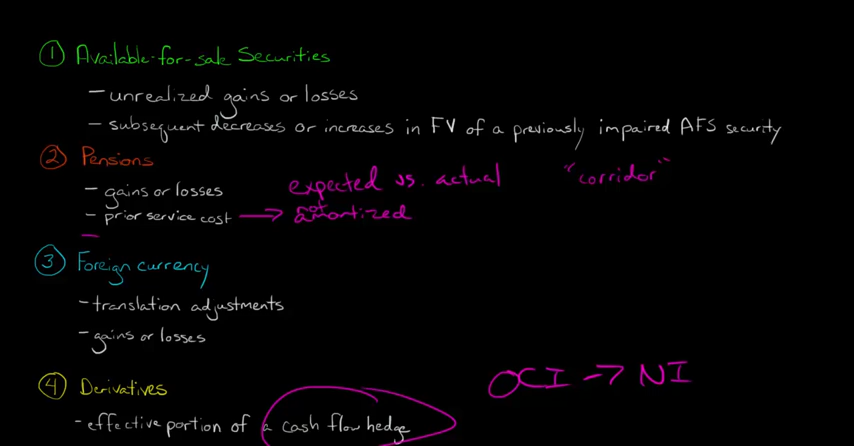 ① Available-for-sale Securities
- unrealized gains or losses
- subsequent decreases or increases in FV of a previously impaired AFS security
② Pensions
- gains or losses expected vs. actual "corridor"
- prior service cost → not amortized
③ Foreign currency
- translation adjustments
- gains or losses
④ Derivatives
OCI → NI
- effective portion of a cash flow hedge